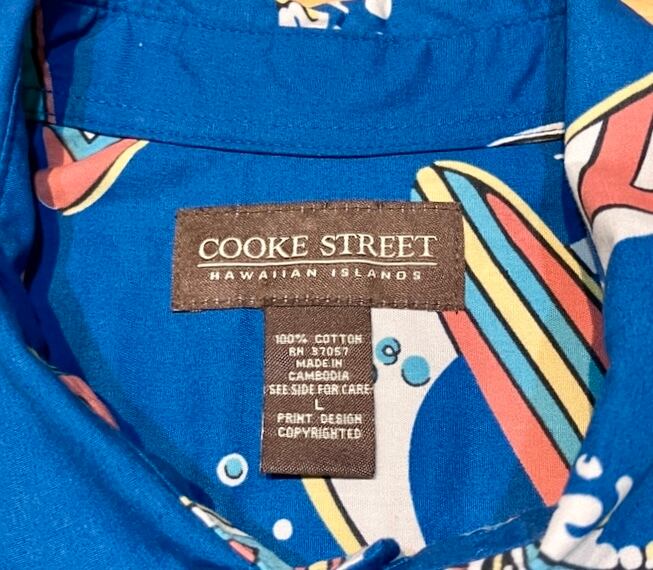 COOKE STREET
HAWAIIAN ISLANDS
100% COTTON
RN 37057
MADE IN
CAMBODIA
SEE SIDE FOR CARE
L
PRINT DESIGN
COPYRIGHTED